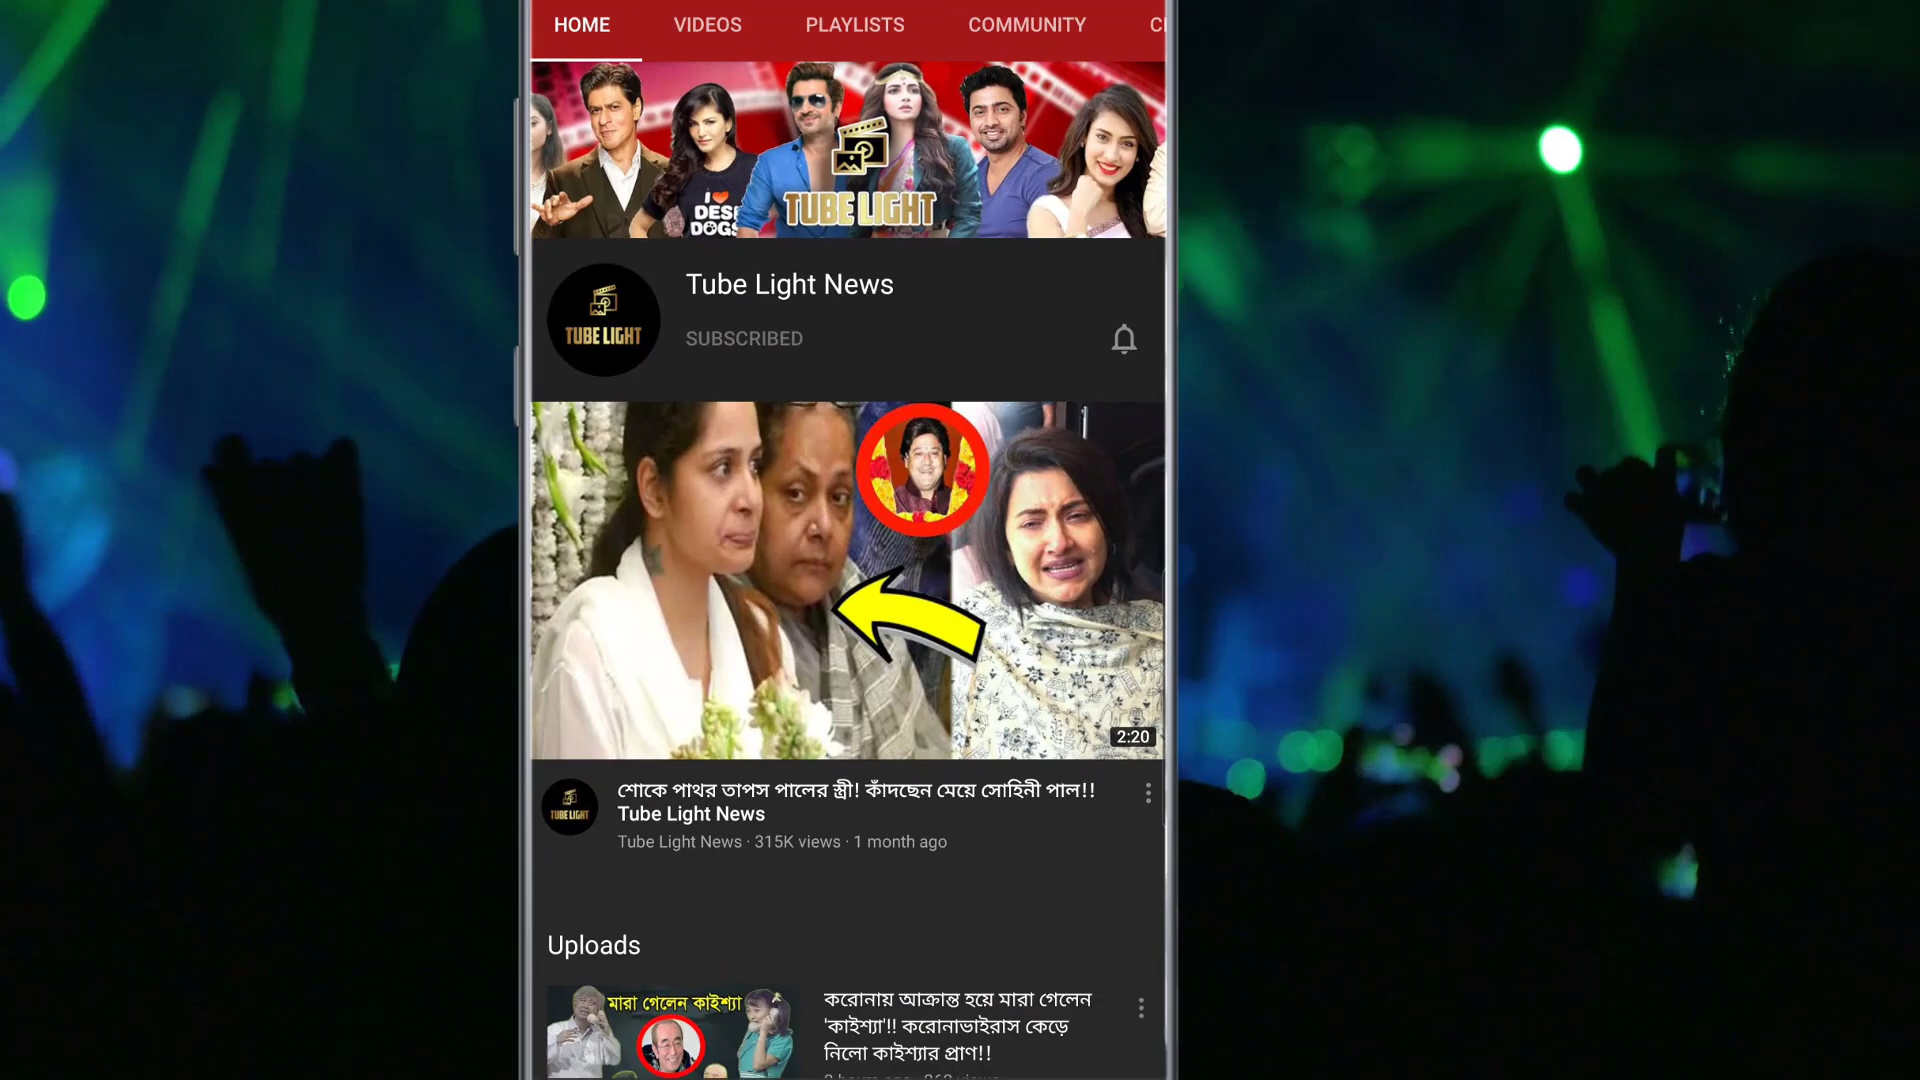 HOME VIDEOS PLAYLISTS COMMUNITY
I
DESI
DOGS
TUBE LIGHT
Tube Light News
TUBE LIGHT
SUBSCRIBED
2:20
শোকে পাথর তাপস পালের স্ত্রী! কাঁদছেন মেয়ে সোহিনী পাল!!
TUBE LIGHT
Tube Light News
Tube Light News · 315K views · 1 month ago
Uploads
মারা গেলেন কাইশ্যা
করোনায় আক্রান্ত হয়ে মারা গেলেন
'কাইশ্যা'!! করোনাভাইরাস কেড়ে
নিলো কাইশ্যার প্রাণ!!